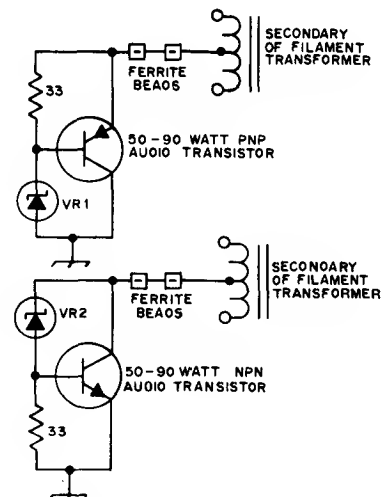 SECONDARY
OF FILAMENT
TRANSFORMER
FERRITE
BEAOS
33
50-90 WATT PNP
AUOIO TRANSISTOR
VR1
SECONOARY
OF FILAMENT
TRANSFORMER
FERRITE
BEAOS
VR2
50-90 WATT NPN
AUDIO TRANSISTOR
33